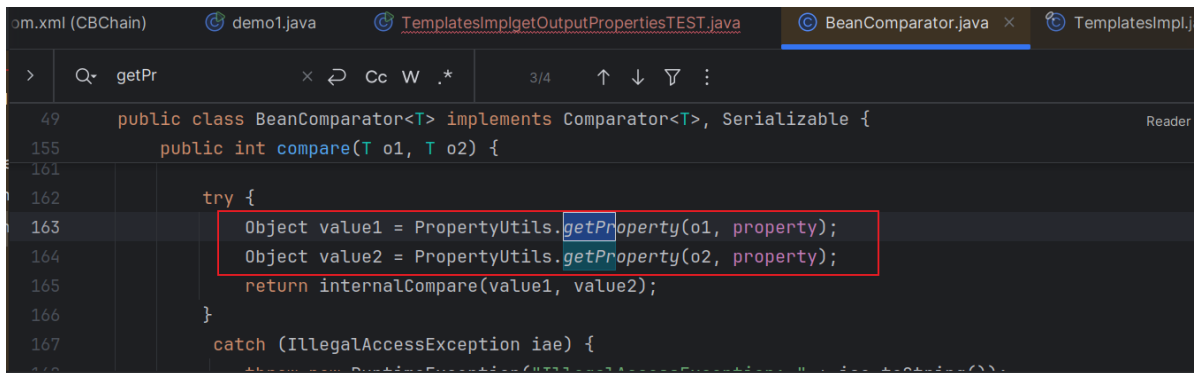 om.xml (CBChain) demo1.java TemplatesImplgetOutputPropertiesTEST.java BeanComparator.java × TemplatesImpl.j
getPr × Cc W .* 3/4
49 public class BeanComparator<T> implements Comparator<T>, Serializable { Reader
155 public int compare(T o1, T o2) {
161
162 try {
163 Object value1 = PropertyUtils.getProperty(o1, property);
164 Object value2 = PropertyUtils.getProperty(o2, property);
165 return internalCompare(value1, value2);
166 }
167 catch (IllegalAccessException iae) {